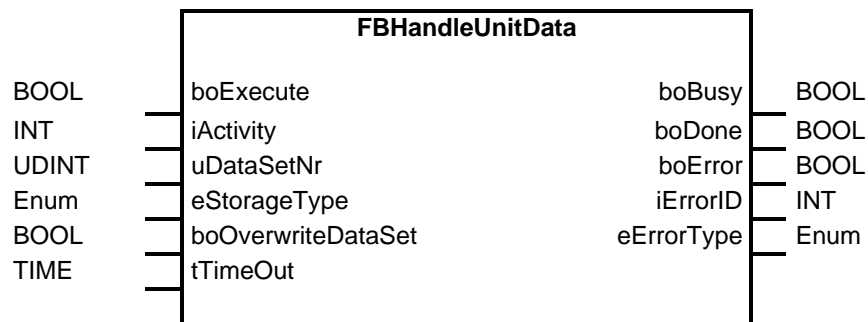 FBHandleUnitData
BOOL boExecute boBusy BOOL
INT iActivity boDone BOOL
UDINT uDataSetNr boError BOOL
Enum eStorageType iErrorID INT
BOOL boOverwriteDataSet eErrorType Enum
TIME tTimeOut